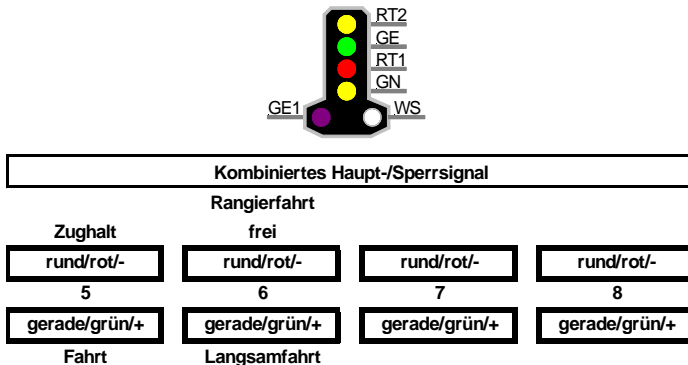 RT2
GE
RT1
GN
GE1 WS
Kombiniertes Haupt-/Sperrsignal
Rangierfahrt
Zughalt frei
rund/rot/- rund/rot/- rund/rot/- rund/rot/-
5 6 7 8
gerade/grün/+ gerade/grün/+ gerade/grün/+ gerade/grün/+
Fahrt Langsamfahrt